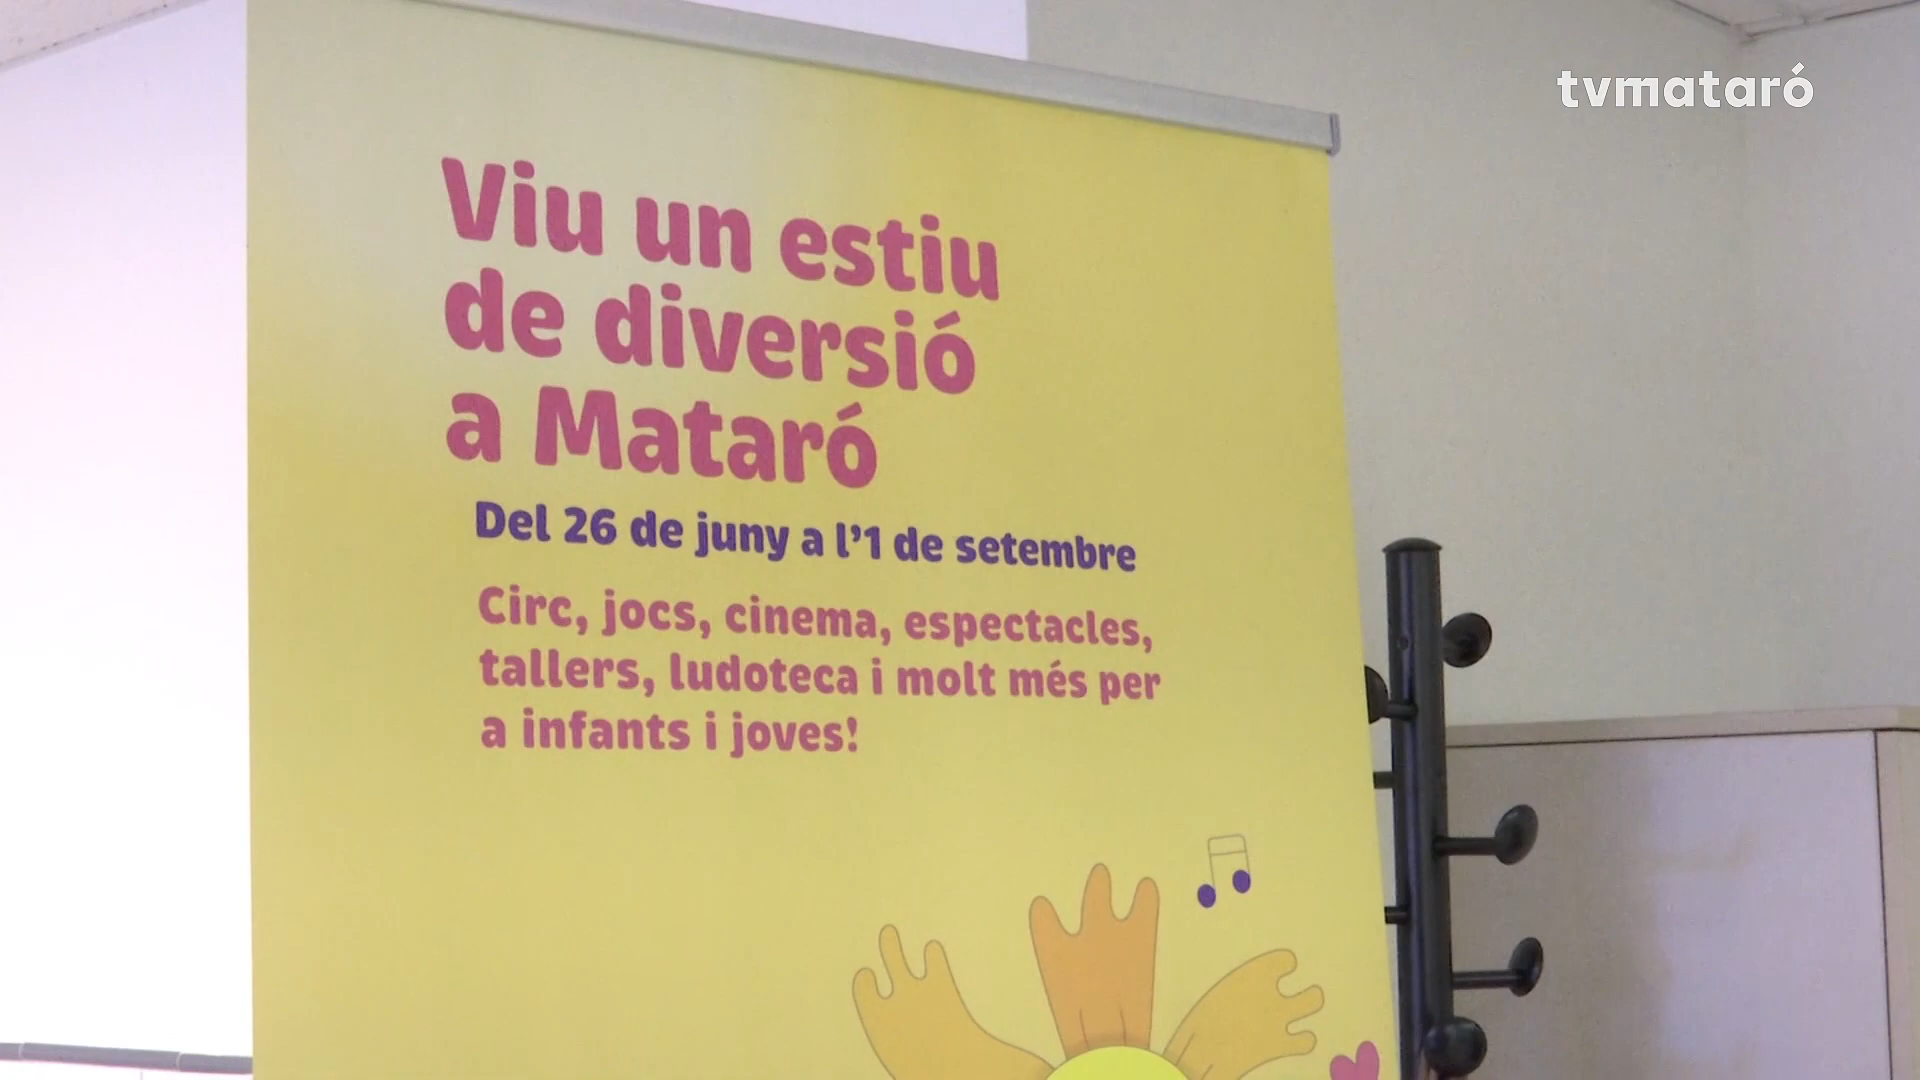 tvmataró
Viu un estiu
de diversió
a Mataró
Del 26 de juny a l'1 de setembre
Circ, jocs, cinema, espectacles,
tallers, ludoteca i molt més per
a infants i joves!